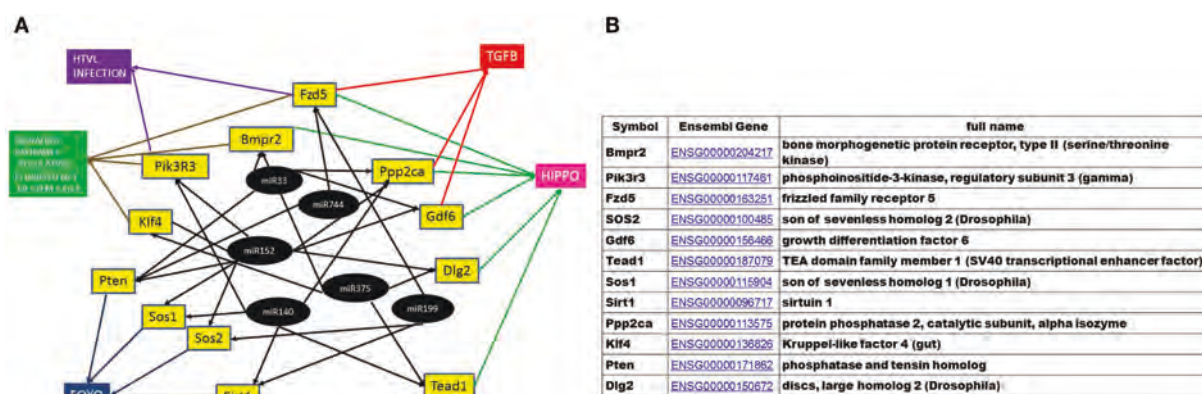 A
B
HTVL
INFECTION
TGFB
Fzd5
Bmpr2
Pik3R3
Ppp2ca
HIPPO
miR33
miR744
Klf4
Gdf6
miR152
Dlg2
Pten
miR375
miR199
Sos1
miR140
Sos2
Tead1
Symbol Ensembl Gene full name
Bmpr2 ENSG00000204217 bone morphogenetic protein receptor, type II (serine/threonine
kinase)
Pik3r3 ENSG00000117461 phosphoinositide-3-kinase, regulatory subunit 3 (gamma)
Fzd5 ENSG00000163251 frizzled family receptor 5
SOS2 ENSG00000100485 son of sevenless homolog 2 (Drosophila)
Gdf6 ENSG00000156466 growth differentiation factor 6
Tead1 ENSG00000187079 TEA domain family member 1 (SV40 transcriptional enhancer factor)
Sos1 ENSG00000115904 son of sevenless homolog 1 (Drosophila)
Sirt1 ENSG00000096717 sirtuin 1
Ppp2ca ENSG00000113575 protein phosphatase 2, catalytic subunit, alpha isozyme
Klf4 ENSG00000136826 Kruppel-like factor 4 (gut)
Pten ENSG00000171862 phosphatase and tensin homolog
Dlg2 ENSG00000150672 discs, large homolog 2 (Drosophila)